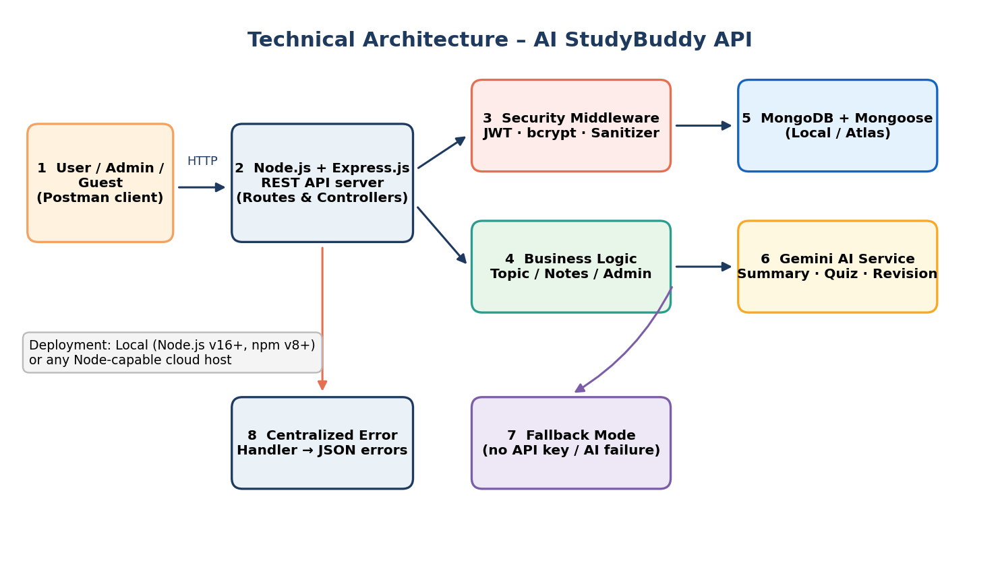 Technical Architecture – AI StudyBuddy API
1  User / Admin /
Guest
(Postman client)
HTTP
2  Node.js + Express.js
REST API server
(Routes & Controllers)
3  Security Middleware
JWT · bcrypt · Sanitizer
5  MongoDB + Mongoose
(Local / Atlas)
4  Business Logic
Topic / Notes / Admin
6  Gemini AI Service
Summary · Quiz · Revision
Deployment: Local (Node.js v16+, npm v8+)
or any Node-capable cloud host
8  Centralized Error
Handler → JSON errors
7  Fallback Mode
(no API key / AI failure)